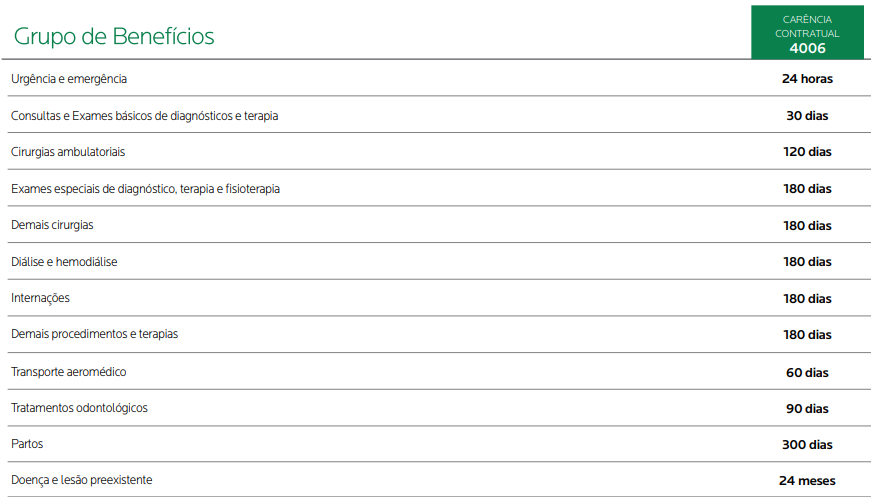 Grupo de Benefícios
CARÊNCIA
CONTRATUAL
4006
Urgência e emergência 24 horas
Consultas e Exames básicos de diagnósticos e terapia 30 dias
Cirurgias ambulatoriais 120 dias
Exames especiais de diagnóstico, terapia e fisioterapia 180 dias
Demais cirurgias 180 dias
Diálise e hemodiálise 180 dias
Internações 180 dias
Demais procedimentos e terapias 180 dias
Transporte aeromédico 60 dias
Tratamentos odontológicos 90 dias
Partos 300 dias
Doença e lesão preexistente 24 meses